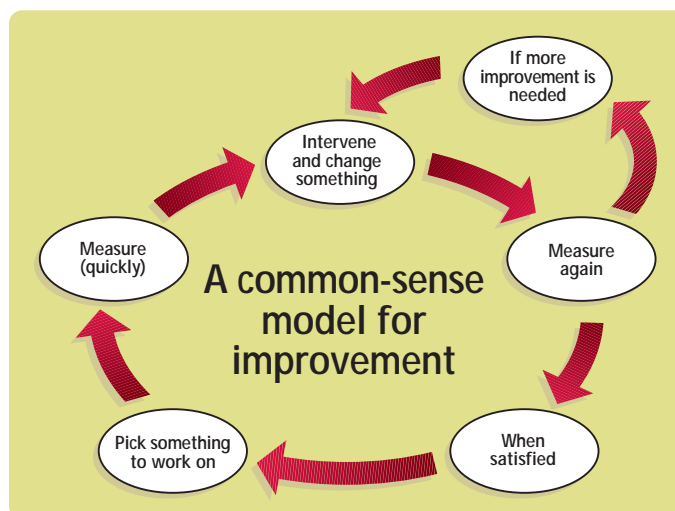 If more
improvement is
needed
Intervene
and change
something
Measure
(quickly)
Measure
again
A common-sense
model for
improvement
Pick something
to work on
When
satisfied